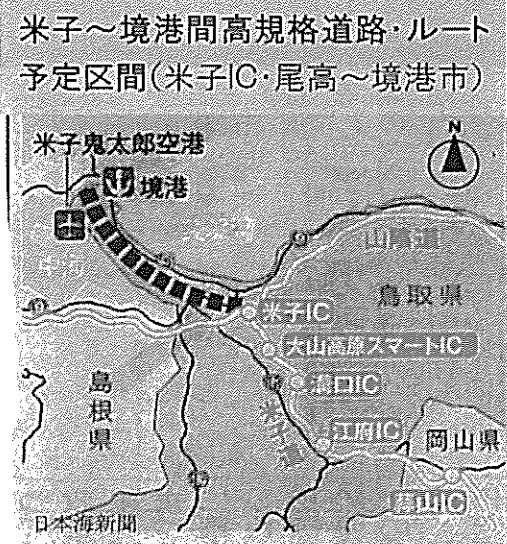 米子～境港間高規格道路・ルート
予定区間(米子IC・尾高～境港市)
米子鬼太郎空港
境港
N
山陰道
鳥取県
米子IC
大山高原スマートIC
溝口IC
江府IC
島根県
岡山県
日本海新聞